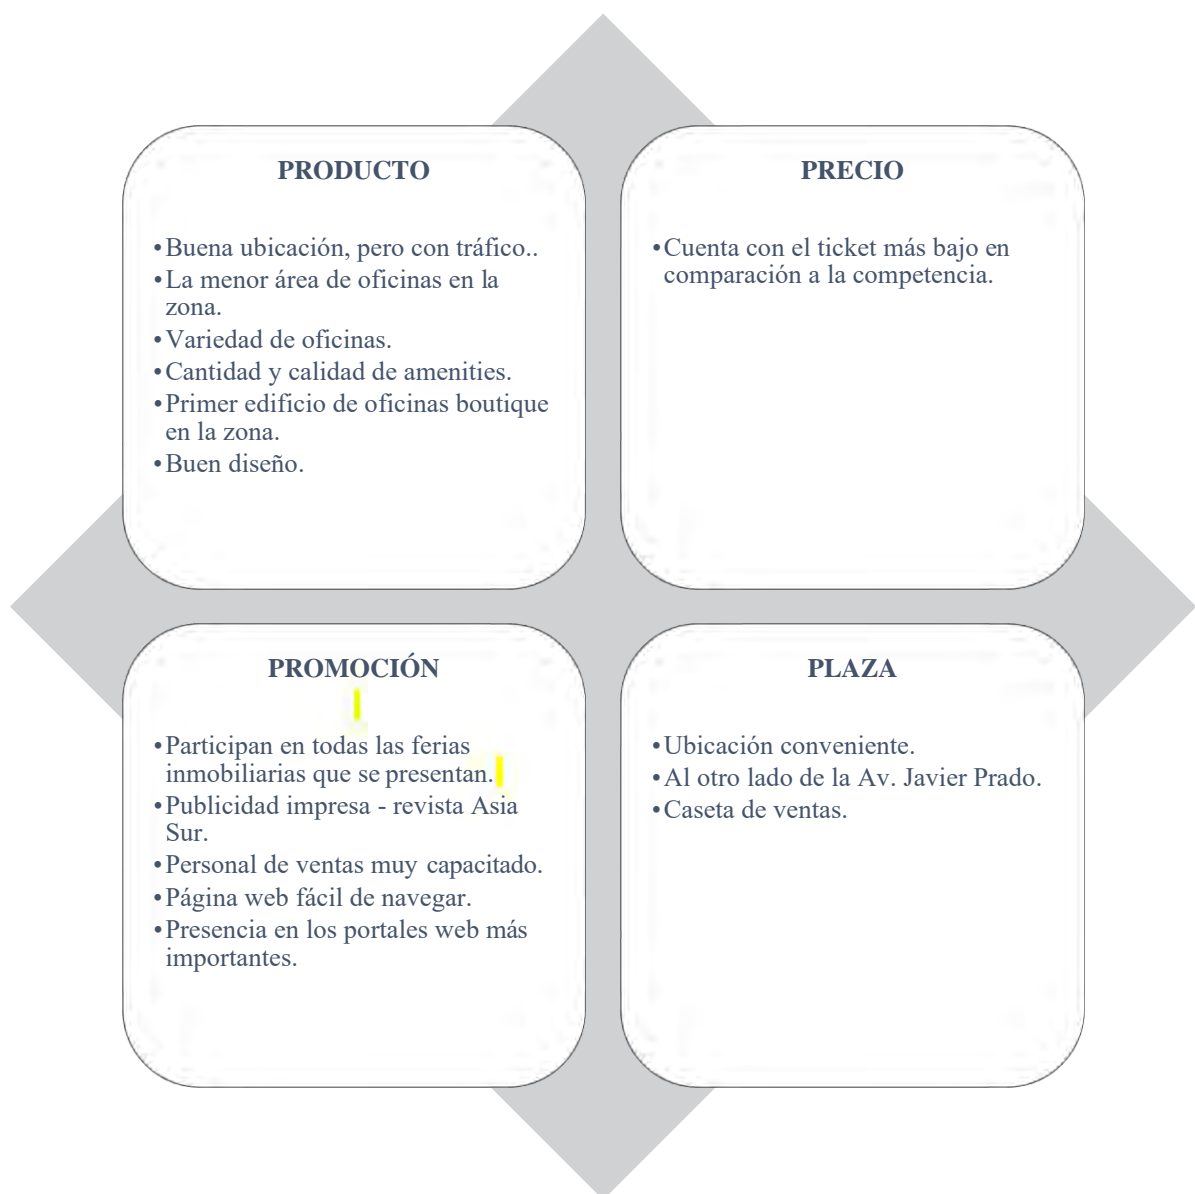 PRODUCTO
•Buena ubicación, pero con tráfico..
•La menor área de oficinas en la
zona.
•Variedad de oficinas.
•Cantidad y calidad de amenities.
•Primer edificio de oficinas boutique
en la zona.
•Buen diseño.
PRECIO
•Cuenta con el ticket más bajo en
comparación a la competencia.
PROMOCIÓN
•Participan en todas las ferias
inmobiliarias que se presentan.
•Publicidad impresa - revista Asia
Sur.
•Personal de ventas muy capacitado.
•Página web fácil de navegar.
•Presencia en los portales web más
importantes.
PLAZA
•Ubicación conveniente.
•Al otro lado de la Av. Javier Prado.
•Caseta de ventas.